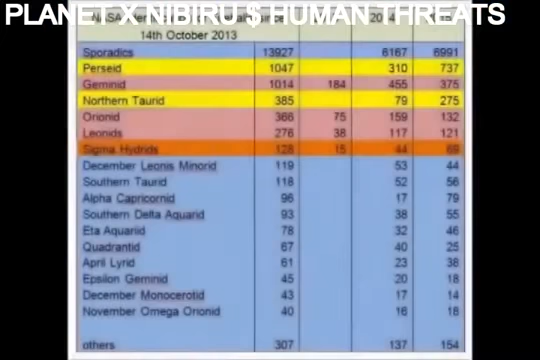 PLANET X NIBIRU $ HUMAN THREATS
14th October 2013
Sporadics 13927 6167 6991
Perseid 1047 310 737
Geminid 1014 184 455 375
Northern Taurid 385 79 275
Orionid 366 75 159 132
Leonids 276 38 117 121
Sigma Hydrids 128 15 44 69
December Leonis Minorid 119 53 44
Southern Taurid 118 52 56
Alpha Capricornid 96 17 79
Southern Delta Aquarid 93 38 55
Eta Aquariid 78 32 46
Quadrantid 67 40 25
April Lyrid 61 23 38
Epsilon Geminid 45 20 18
December Monocerotid 43 17 14
November Omega Orionid 40 16 18
others 307 137 154